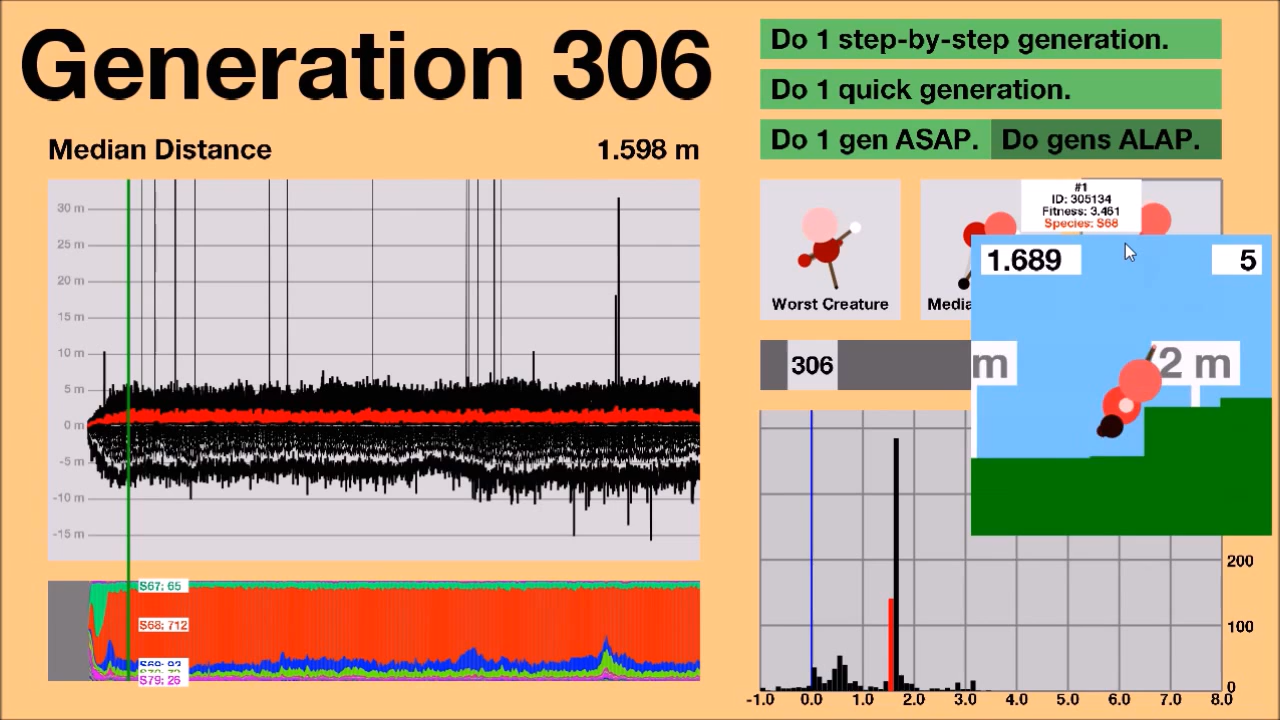 Generation 306
Median Distance 1.598 m
30 m
25 m
20 m
15 m
10 m
5 m
0 m
-5 m
-10 m
-15 m
S67: 65
S68: 712
S79: 26
Do 1 step-by-step generation.
Do 1 quick generation.
Do 1 gen ASAP. Do gens ALAP.
#1
ID: 305134
Fitness: 3.461
Species: S68
Worst Creature
Media
306
1.689 5
m 2 m
200
100
0
-1.0 0.0 1.0 2.0 3.0 4.0 5.0 6.0 7.0 8.0